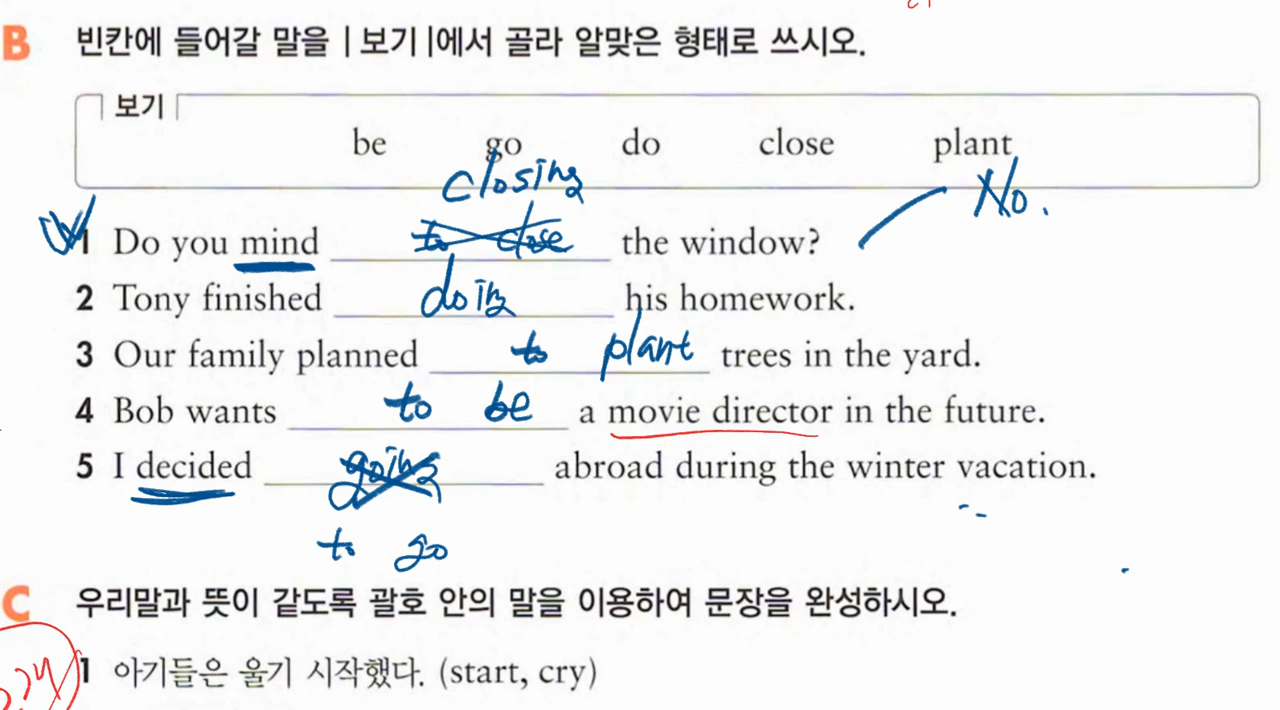 B 빈칸에 들어갈 말을 | 보기 |에서 골라 알맞은 형태로 쓰시오.
보기
be go do close plant
closing
No.
1 Do you mind to close the window?
2 Tony finished doing his homework.
3 Our family planned to plant trees in the yard.
4 Bob wants to be a movie director in the future.
5 I decided going abroad during the winter vacation.
to go
C 우리말과 뜻이 같도록 괄호 안의 말을 이용하여 문장을 완성하시오.
1 아기들은 울기 시작했다. (start, cry)